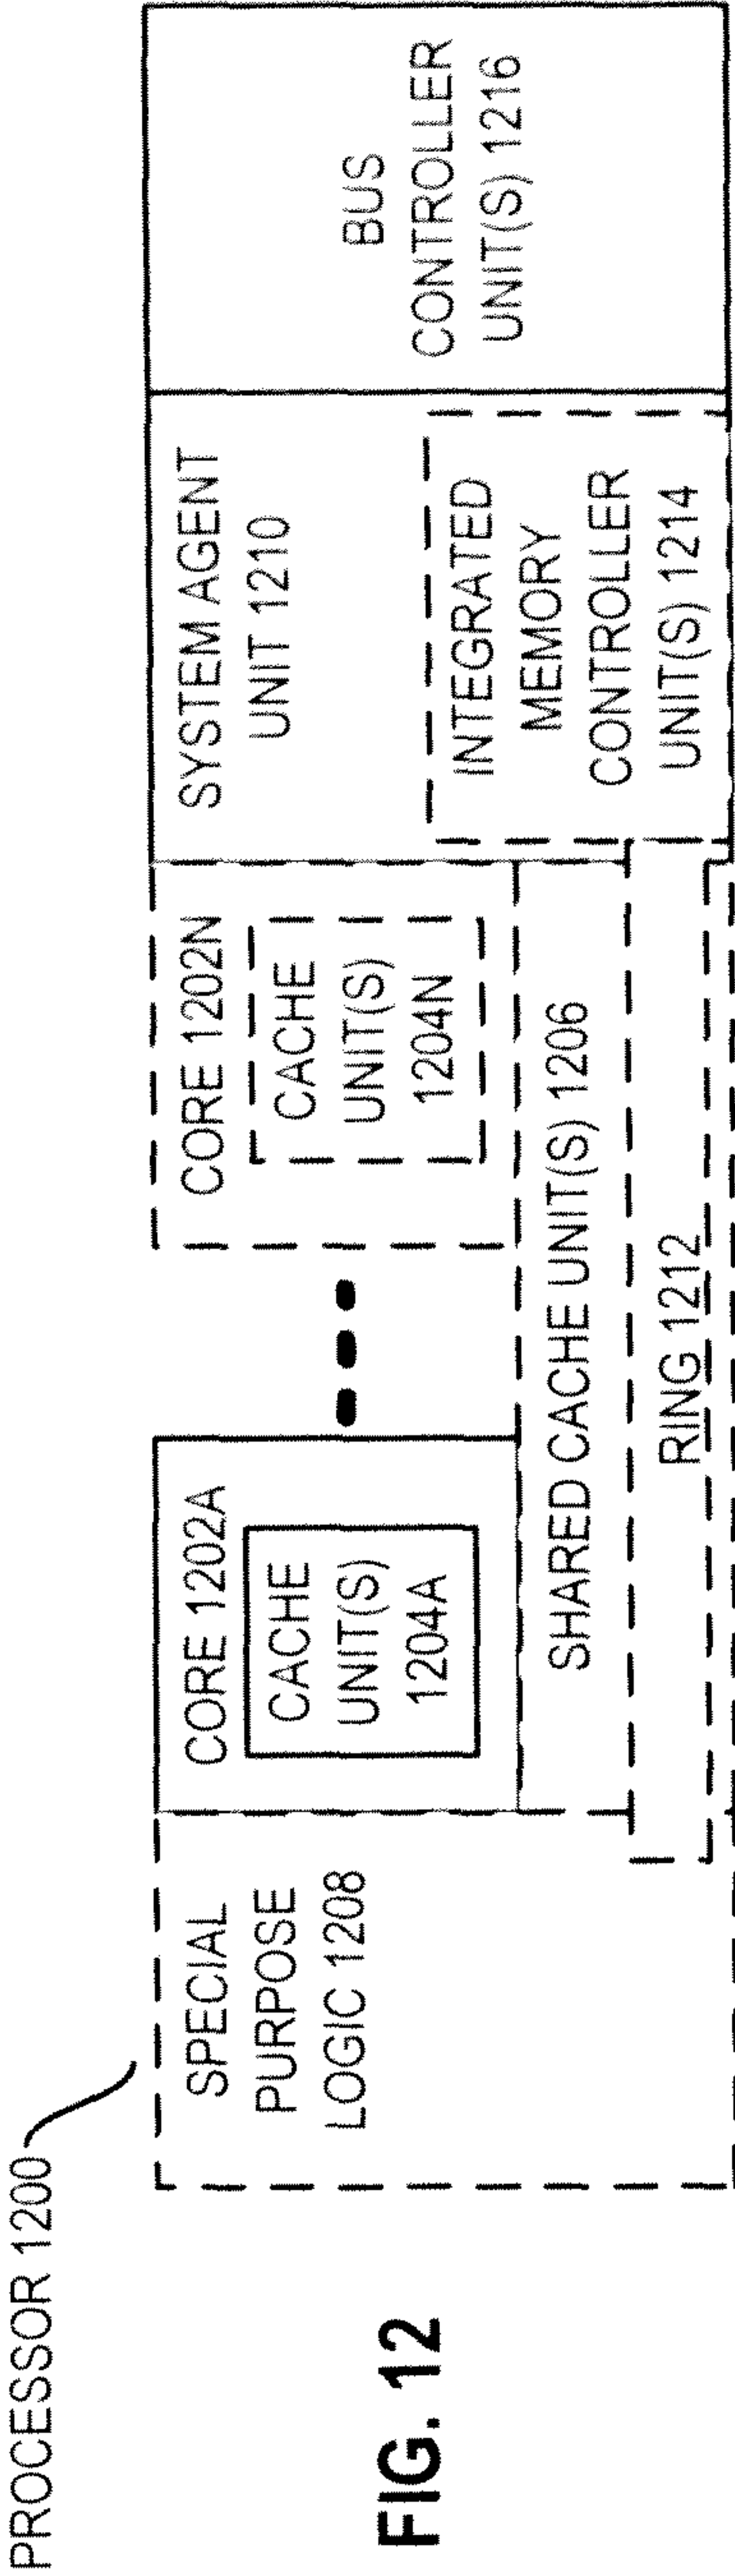 PROCESSOR 1200
SPECIAL
PURPOSE
LOGIC 1208
CORE 1202A
CACHE
UNIT(S)
1204A
CORE 1202N
CACHE
UNIT(S)
1204N
SHARED CACHE UNIT(S) 1206
RING 1212
SYSTEM AGENT
UNIT 1210
INTEGRATED
MEMORY
CONTROLLER
UNIT(S) 1214
BUS
CONTROLLER
UNIT(S) 1216
FIG. 12